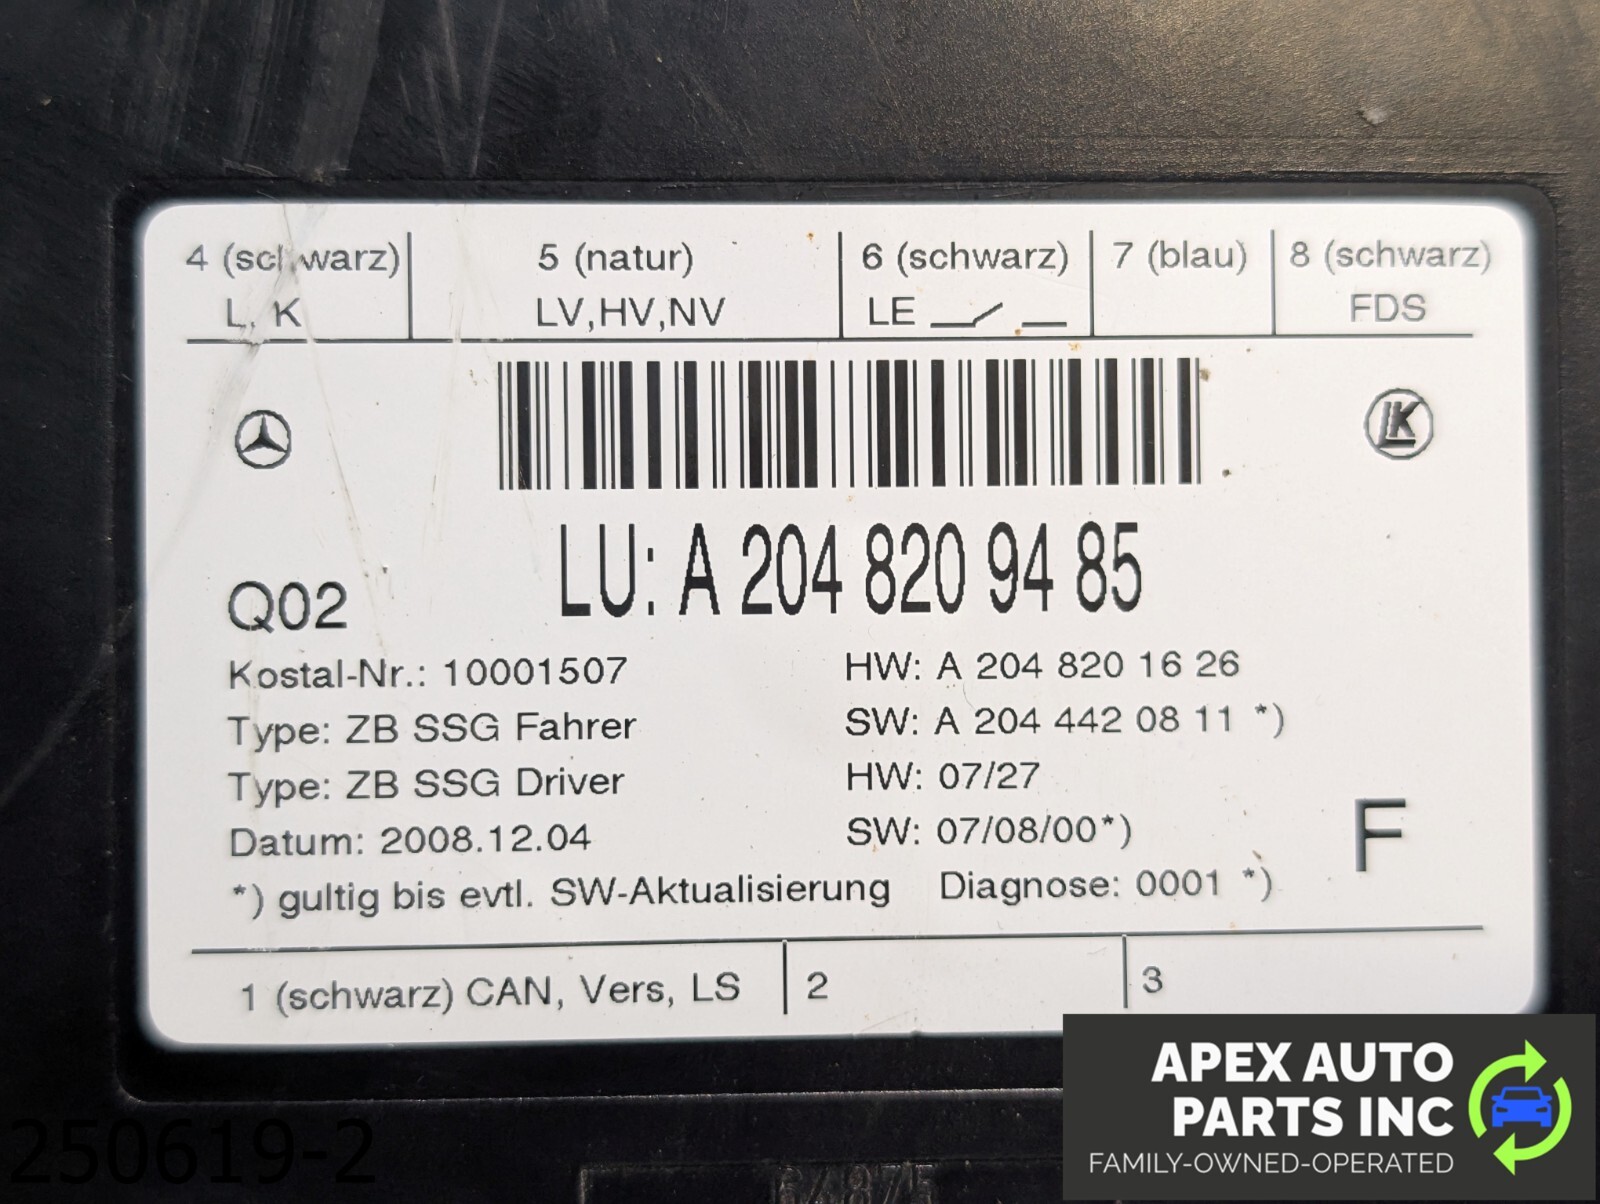 4 (schwarz) 5 (natur) 6 (schwarz) 7 (blau) 8 (schwarz)
L, K LV,HV,NV LE FDS
LU: A 204 820 94 85
Q02
Kostal-Nr.: 10001507 HW: A 204 820 16 26
Type: ZB SSG Fahrer SW: A 204 442 08 11 *)
Type: ZB SSG Driver HW: 07/27
Datum: 2008.12.04 SW: 07/08/00*)
F
*) gultig bis evtl. SW-Aktualisierung Diagnose: 0001 *)
1 (schwarz) CAN, Vers, LS 2 3
APEX AUTO
PARTS INC
FAMILY-OWNED-OPERATED
250619-2